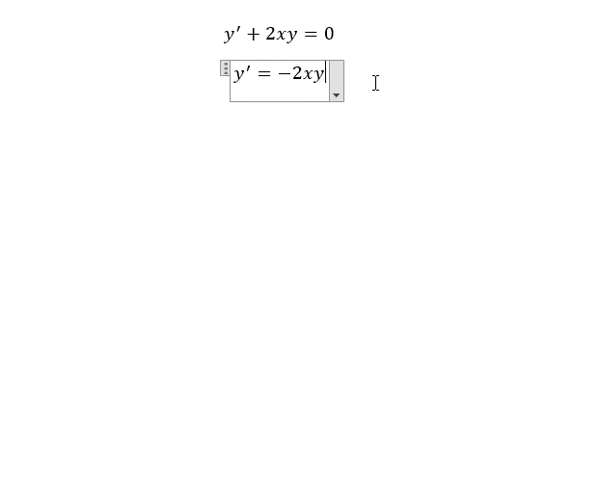 y′ + 2xy = 0
y′ = −2xy